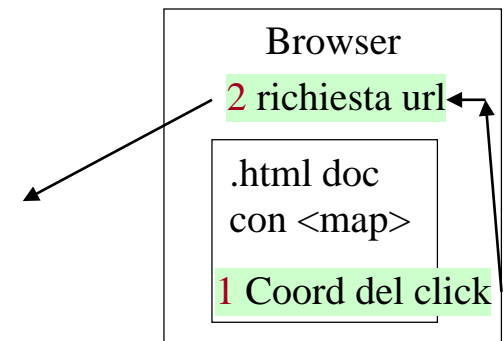 Browser
2 richiesta url
.html doc
con <map>
1 Coord del click